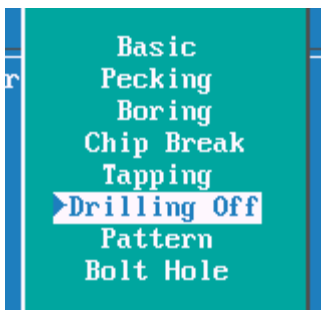 Basic
r
Pecking
Boring
Chip Break
Tapping
Drilling Off
Pattern
Bolt Hole